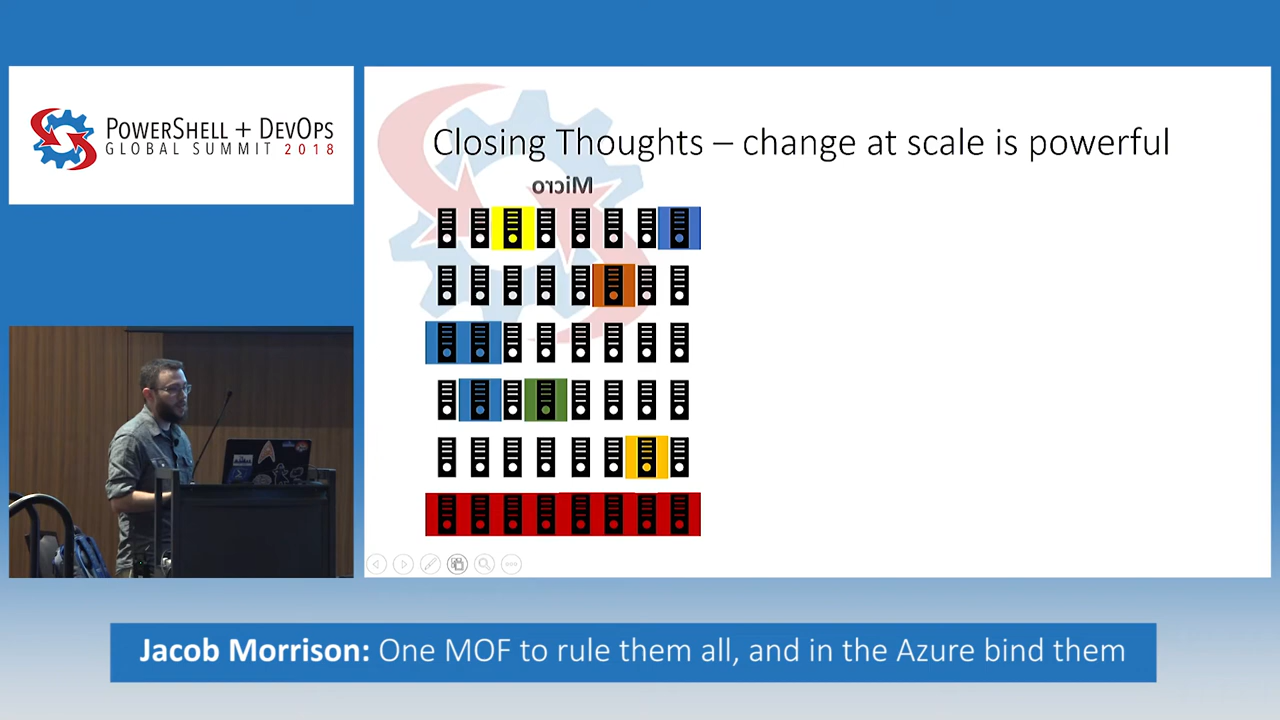 POWERSHELL + DEVOPS
GLOBAL SUMMIT 2018
Closing Thoughts – change at scale is powerful
Micro
Jacob Morrison: One MOF to rule them all, and in the Azure bind them